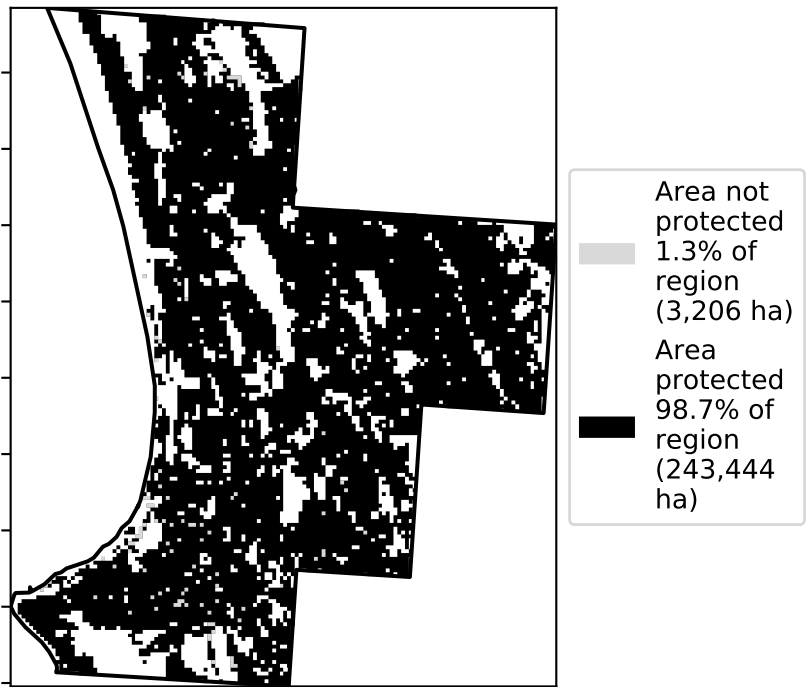 Area not
protected
1.3% of
region
(3,206 ha)
Area
protected
98.7% of
region
(243,444
ha)